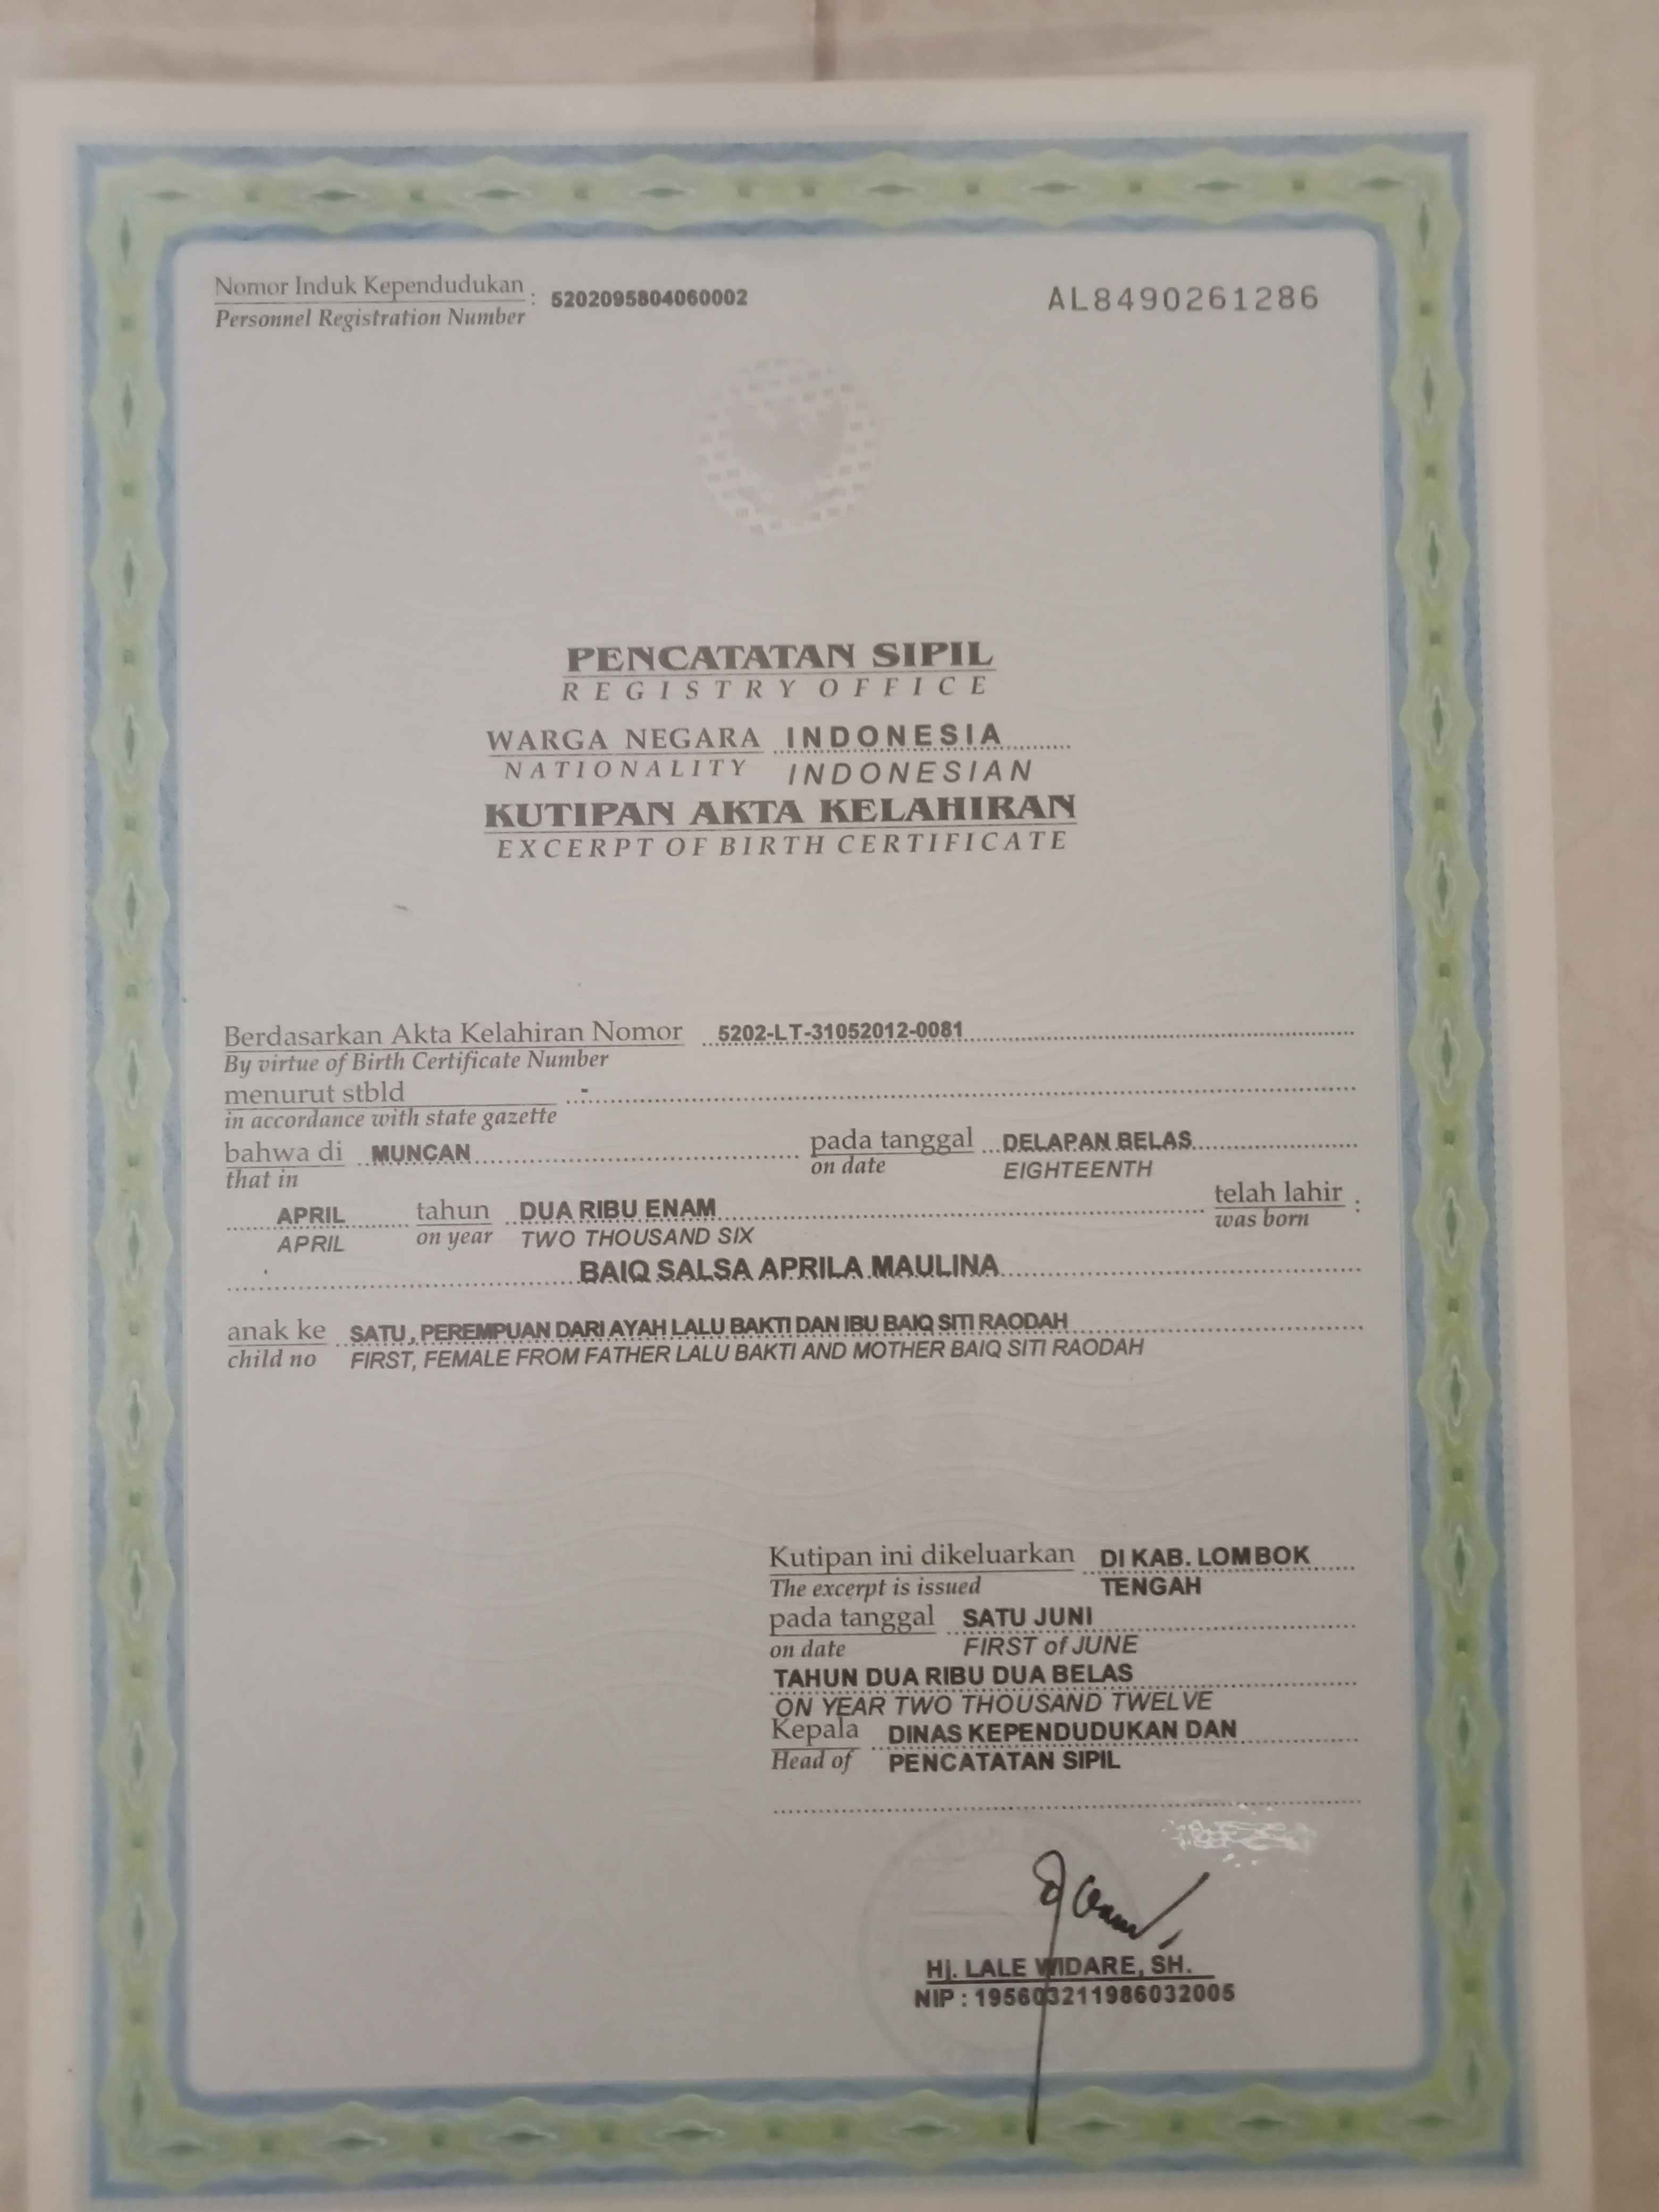 Nomor Induk Kependudukan : 5202095804060002 AL8490261286
Personnel Registration Number
PENCATATAN SIPIL
REGISTRY OFFICE
WARGA NEGARA INDONESIA
NATIONALITY INDONESIAN
KUTIPAN AKTA KELAHIRAN
EXCERPT OF BIRTH CERTIFICATE
Berdasarkan Akta Kelahiran Nomor 5202-LT-31052012-0081
By virtue of Birth Certificate Number
menurut stbld -
in accordance with state gazette
bahwa di MUNCAN pada tanggal DELAPAN BELAS
that in on date EIGHTEENTH
APRIL tahun DUA RIBU ENAM telah lahir :
APRIL on year TWO THOUSAND SIX was born
BAIQ SALSA APRILA MAULINA
anak ke SATU, PEREMPUAN DARI AYAH LALU BAKTI DAN IBU BAIQ SITI RAODAH
child no FIRST, FEMALE FROM FATHER LALU BAKTI AND MOTHER BAIQ SITI RAODAH
Kutipan ini dikeluarkan DI KAB. LOMBOK
The excerpt is issued TENGAH
pada tanggal SATU JUNI
on date FIRST of JUNE
TAHUN DUA RIBU DUA BELAS
ON YEAR TWO THOUSAND TWELVE
Kepala DINAS KEPENDUDUKAN DAN
Head of PENCATATAN SIPIL
Hj. LALE WIDARE, SH.
NIP : 195603211986032005